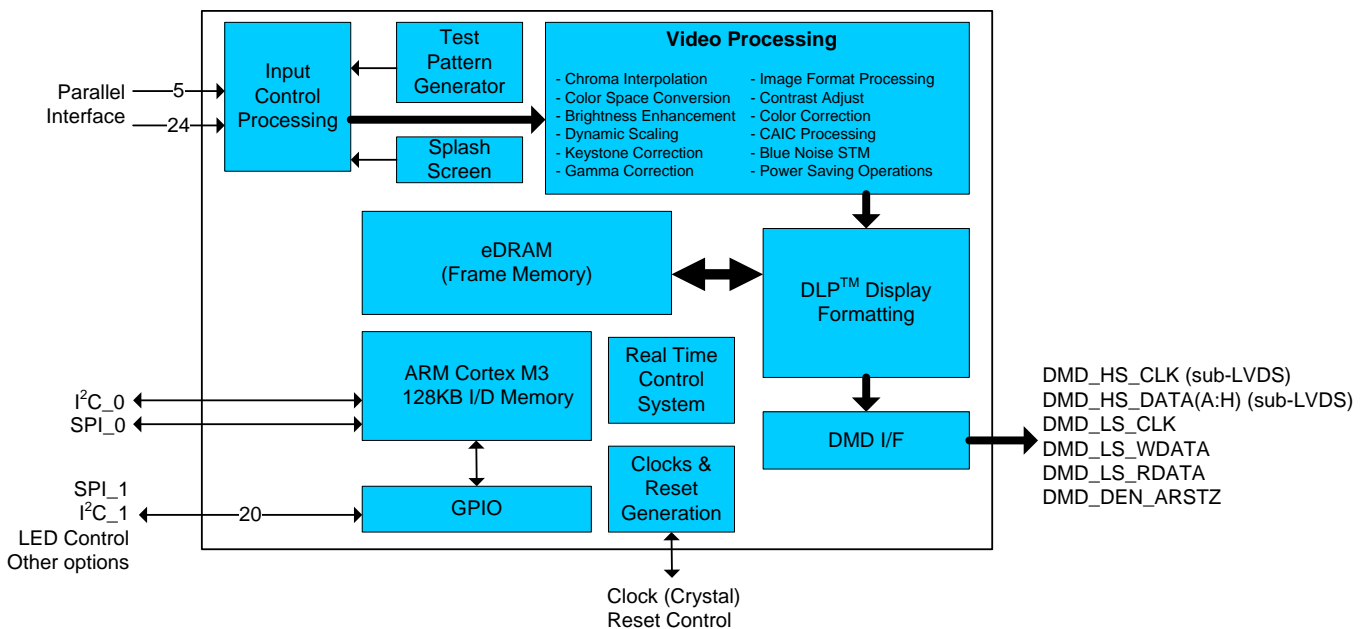 Parallel
Interface
5
24
Input
Control
Processing
Test
Pattern
Generator
Splash
Screen
Video Processing
- Chroma Interpolation
- Color Space Conversion
- Brightness Enhancement
- Dynamic Scaling
- Keystone Correction
- Gamma Correction
- Image Format Processing
- Contrast Adjust
- Color Correction
- CAIC Processing
- Blue Noise STM
- Power Saving Operations
eDRAM
(Frame Memory)
DLP™ Display
Formatting
I²C_0
SPI_0
ARM Cortex M3
128KB I/D Memory
Real Time
Control
System
DMD I/F
DMD_HS_CLK (sub-LVDS)
DMD_HS_DATA(A:H) (sub-LVDS)
DMD_LS_CLK
DMD_LS_WDATA
DMD_LS_RDATA
DMD_DEN_ARSTZ
SPI_1
I²C_1
LED Control
Other options
20
GPIO
Clocks &
Reset
Generation
Clock (Crystal)
Reset Control